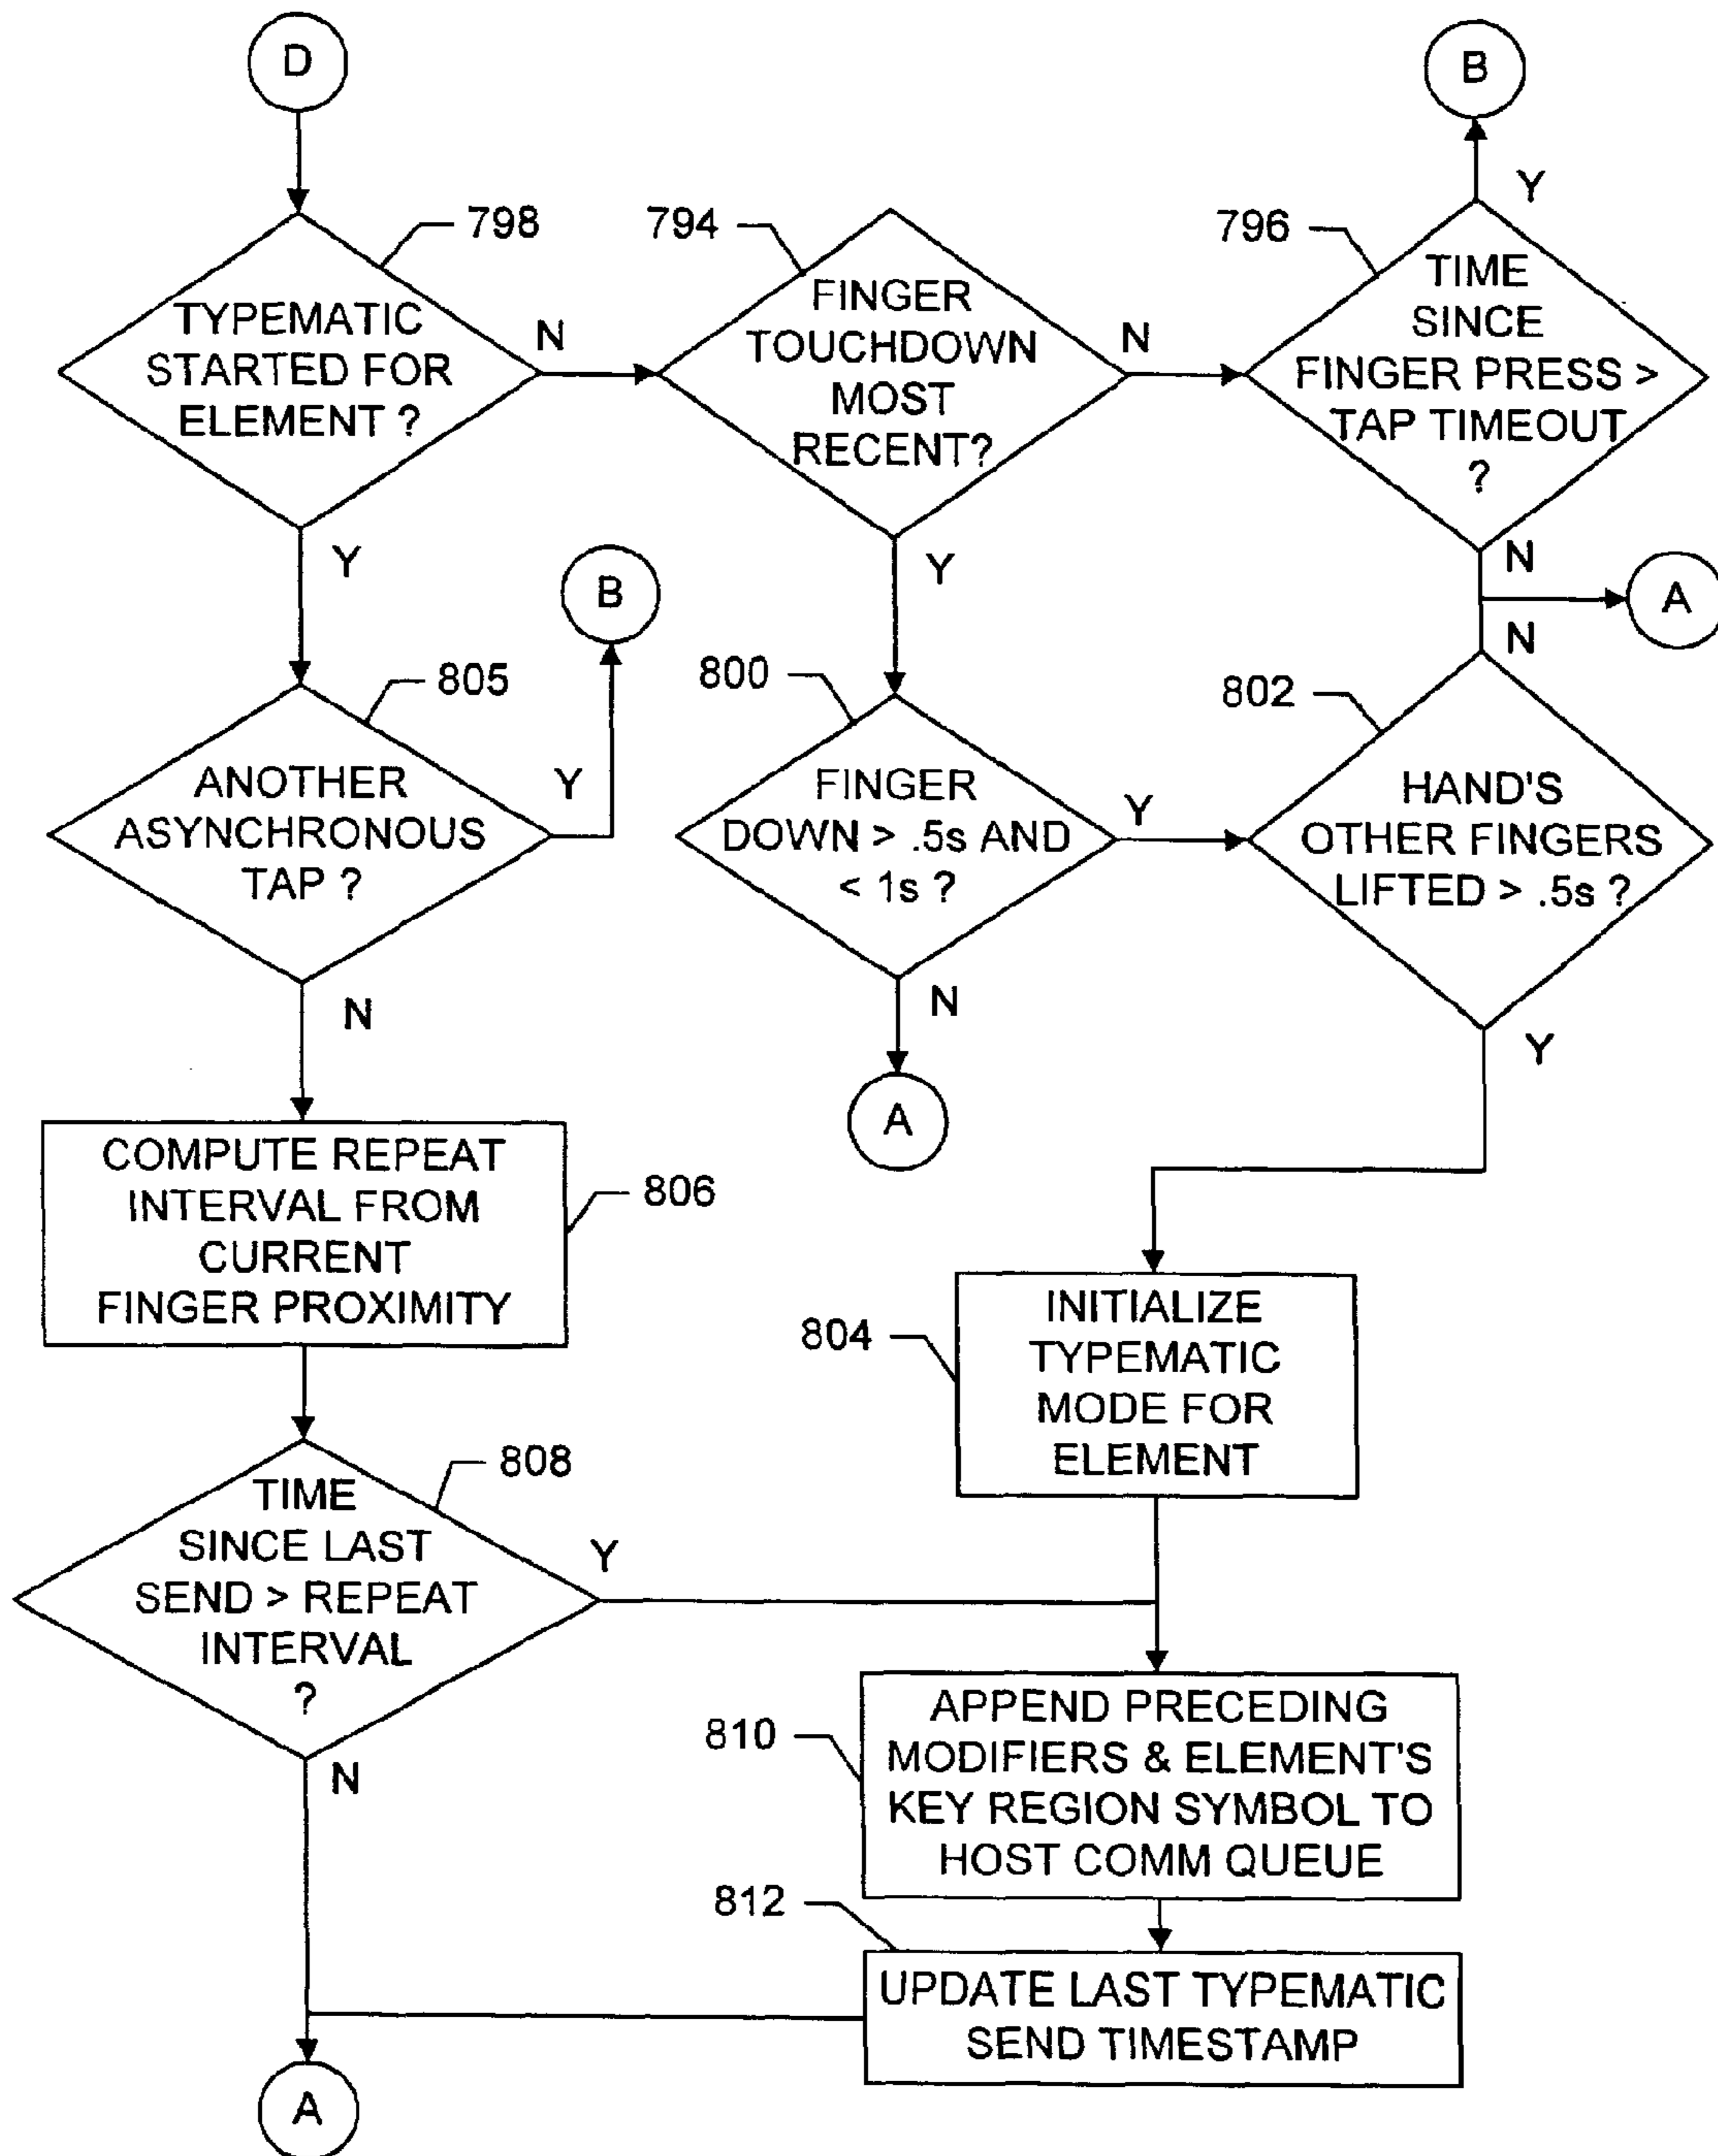 D
B
798
794
796
TYPEMATIC
STARTED FOR
ELEMENT ?
N
Y
FINGER
TOUCHDOWN
MOST
RECENT?
N
Y
TIME
SINCE
FINGER PRESS >
TAP TIMEOUT
?
Y
N
A
B
805
ANOTHER
ASYNCHRONOUS
TAP ?
Y
N
800
FINGER
DOWN > .5s AND
< 1s ?
Y
N
A
802
N
HAND'S
OTHER FINGERS
LIFTED > .5s ?
Y
COMPUTE REPEAT
INTERVAL FROM
CURRENT
FINGER PROXIMITY
806
804
INITIALIZE
TYPEMATIC
MODE FOR
ELEMENT
808
TIME
SINCE LAST
SEND > REPEAT
INTERVAL
?
Y
N
810
APPEND PRECEDING
MODIFIERS & ELEMENT'S
KEY REGION SYMBOL TO
HOST COMM QUEUE
812
UPDATE LAST TYPEMATIC
SEND TIMESTAMP
A